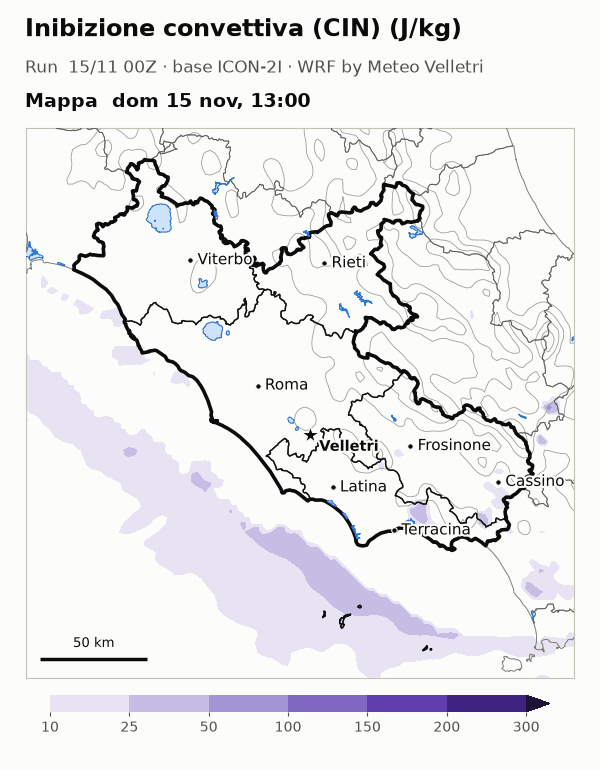 Inibizione convettiva (CIN) (J/kg)
Run  15/11 00Z · base ICON-2I · WRF by Meteo Velletri
Mappa  dom 15 nov, 13:00
Viterbo
Rieti
Roma
Velletri
Frosinone
Latina
Cassino
Terracina
50 km
10 25 50 100 150 200 300